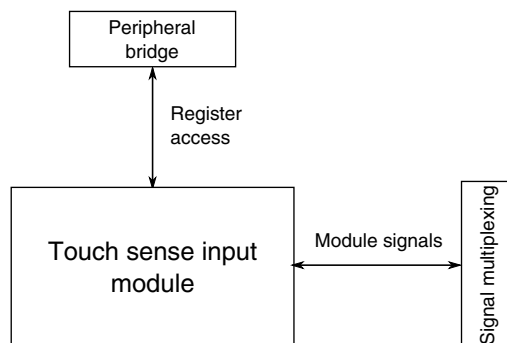 Peripheral
bridge
Register
access
Touch sense input
module
Module signals
Signal multiplexing